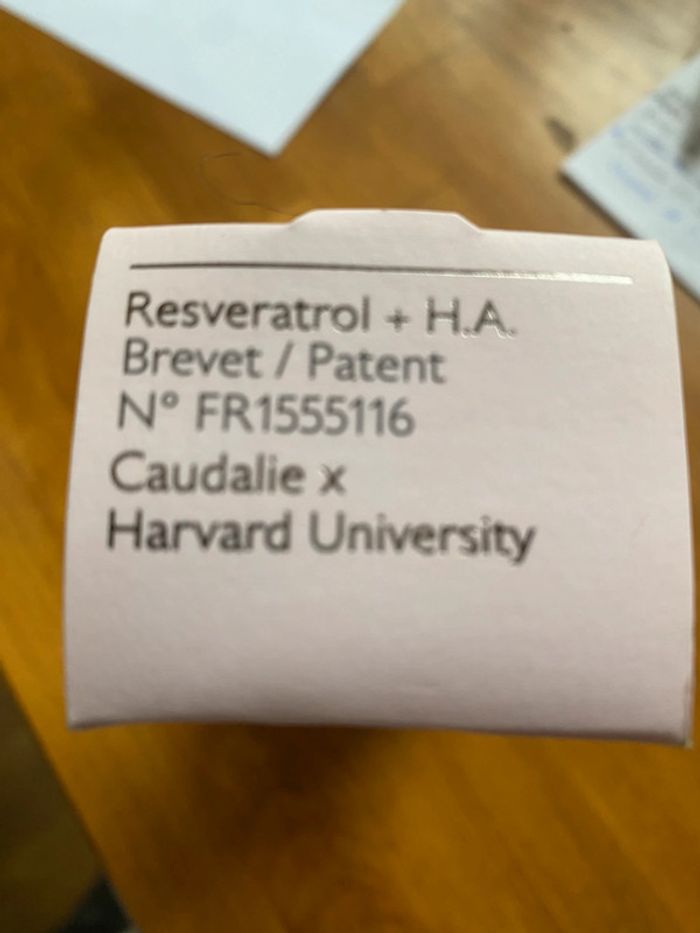 Resveratrol + H.A.
Brevet / Patent
N° FR1555116
Caudalie x
Harvard University